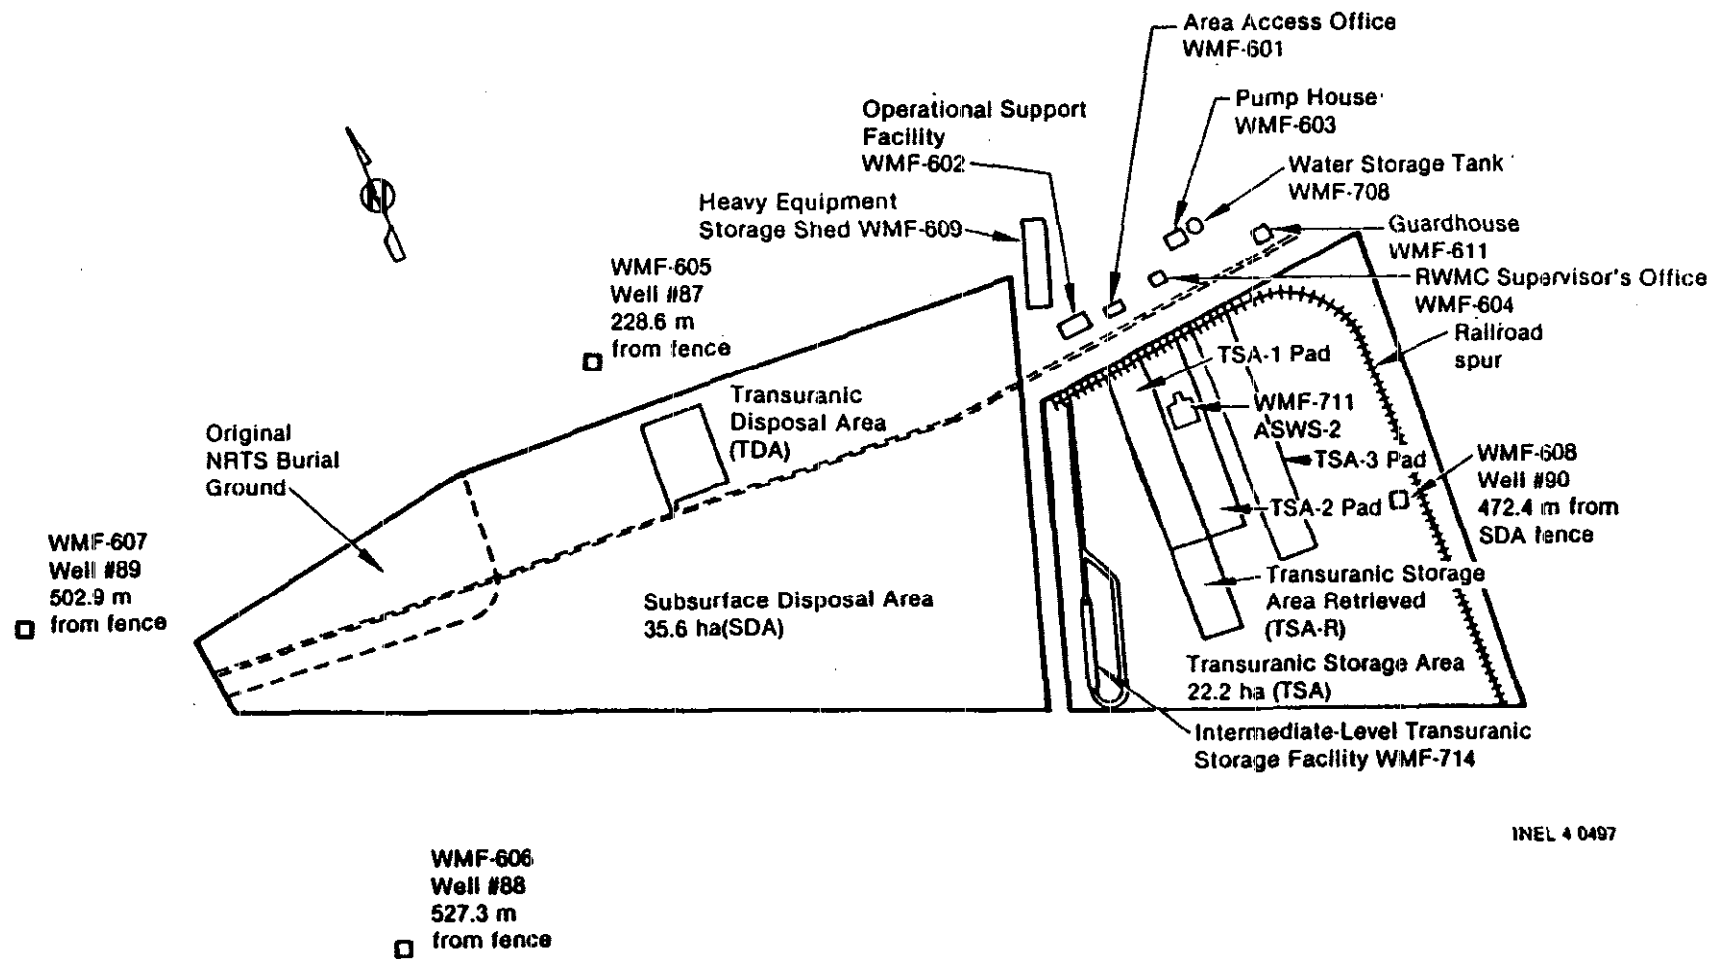 Area Access Office
WMF-601
Pump House
WMF-603
Operational Support
Facility
WMF-602
Water Storage Tank
WMF-708
Heavy Equipment
Storage Shed WMF-609
Guardhouse
WMF-611
RWMC Supervisor's Office
WMF-604
WMF-605
Well #87
228.6 m
from fence
Railroad
spur
TSA-1 Pad
WMF-711
ASWS-2
Transuranic
Disposal Area
(TDA)
Original
NRTS Burial
Ground
TSA-3 Pad
WMF-608
Well #90
472.4 m from
SDA fence
TSA-2 Pad
WMF-607
Well #89
502.9 m
from fence
Transuranic Storage
Area Retrieved
(TSA-R)
Subsurface Disposal Area
35.6 ha(SDA)
Transuranic Storage Area
22.2 ha (TSA)
Intermediate-Level Transuranic
Storage Facility WMF-714
INEL 4 0497
WMF-606
Well #88
527.3 m
from fence